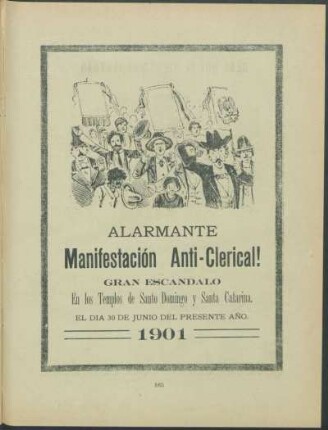 ALARMANTE
Manifestación Anti-Clerical!
GRAN ESCANDALO
En los Templos de Santo Domingo y Santa Catarina.
EL DIA 30 DE JUNIO DEL PRESENTE AÑO.
1901